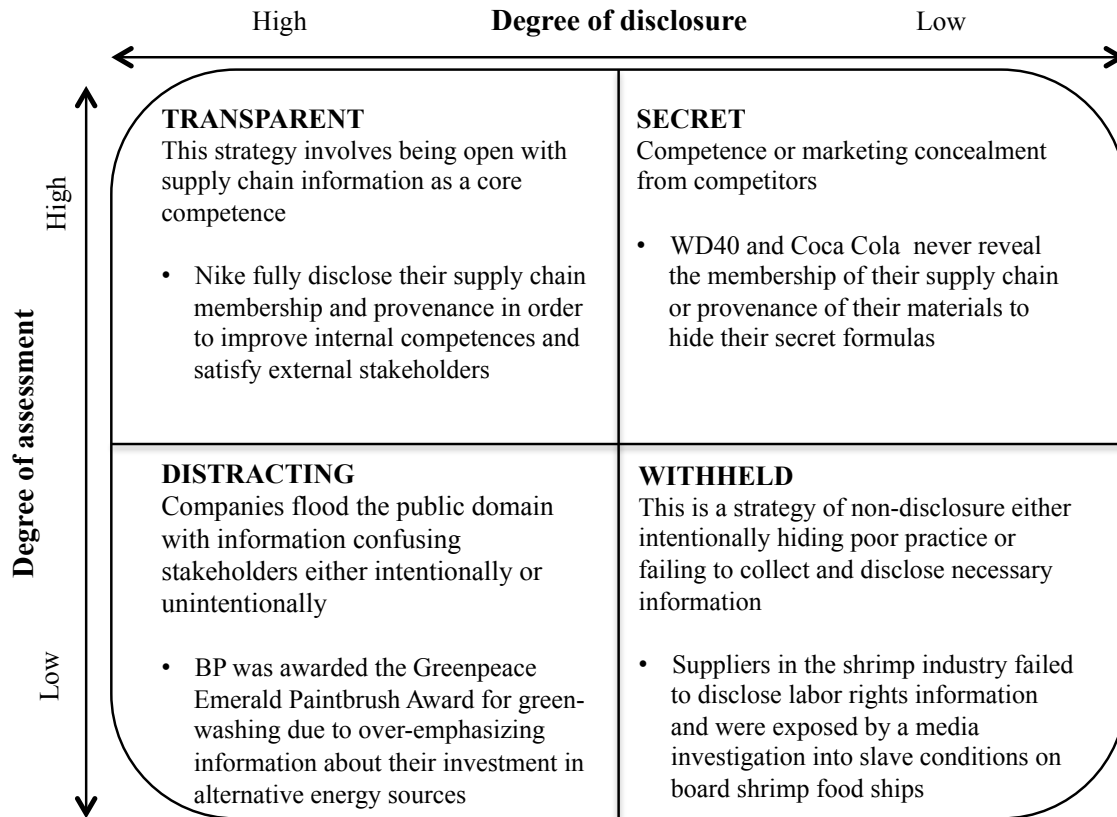 High Degree of disclosure Low
Degree of assessment
High
Low
TRANSPARENT
This strategy involves being open with
supply chain information as a core
competence
• Nike fully disclose their supply chain
membership and provenance in order
to improve internal competences and
satisfy external stakeholders
SECRET
Competence or marketing concealment
from competitors
• WD40 and Coca Cola never reveal
the membership of their supply chain
or provenance of their materials to
hide their secret formulas
DISTRACTING
Companies flood the public domain
with information confusing
stakeholders either intentionally or
unintentionally
• BP was awarded the Greenpeace
Emerald Paintbrush Award for green-
washing due to over-emphasizing
information about their investment in
alternative energy sources
WITHHELD
This is a strategy of non-disclosure either
intentionally hiding poor practice or
failing to collect and disclose necessary
information
• Suppliers in the shrimp industry failed
to disclose labor rights information
and were exposed by a media
investigation into slave conditions on
board shrimp food ships